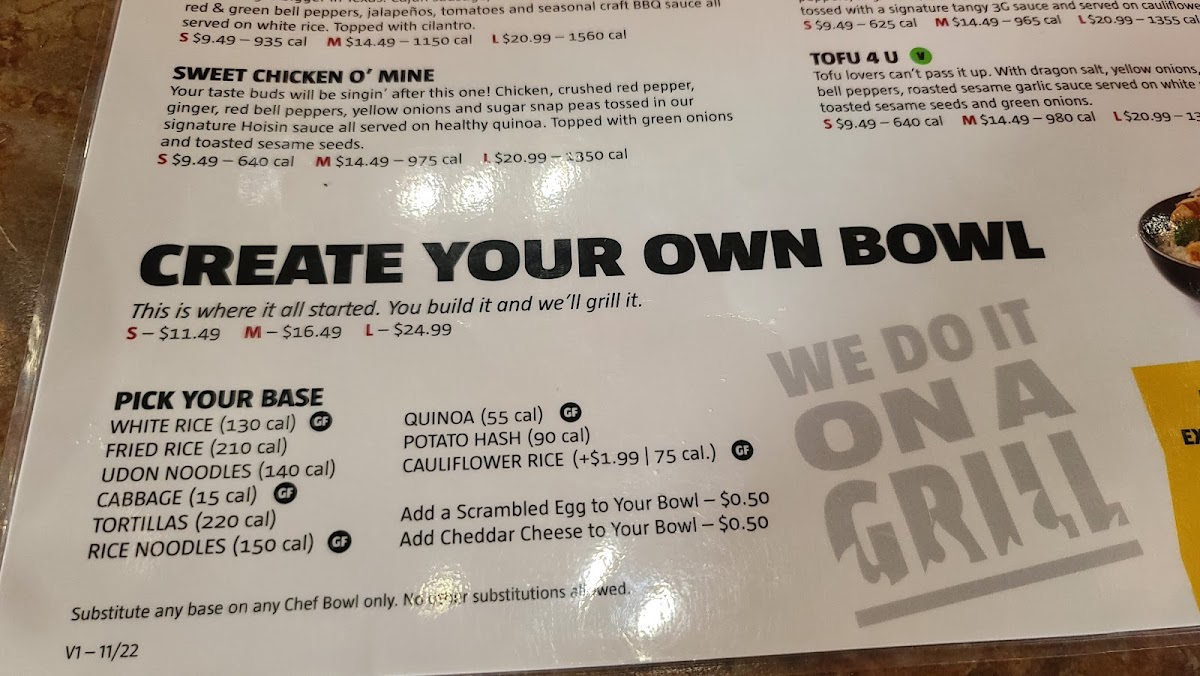 red & green bell peppers, jalapeños, tomatoes and seasonal craft BBQ sauce all
served on white rice. Topped with cilantro.
S $9.49 – 935 cal M $14.49 – 1150 cal L $20.99 – 1560 cal
SWEET CHICKEN O' MINE
Your taste buds will be singin' after this one! Chicken, crushed red pepper,
ginger, red bell peppers, yellow onions and sugar snap peas tossed in our
signature Hoisin sauce all served on healthy quinoa. Topped with green onions
and toasted sesame seeds.
S $9.49 – 640 cal M $14.49 – 975 cal L $20.99 – 1350 cal
tossed with a signature tangy 3G sauce and served on cauliflower
S $9.49 – 625 cal M $14.49 – 965 cal L $20.99 – 1355 cal
TOFU 4 U V
Tofu lovers can't pass it up. With dragon salt, yellow onions,
bell peppers, roasted sesame garlic sauce served on white
toasted sesame seeds and green onions.
S $9.49 – 640 cal M $14.49 – 980 cal L $20.99 –
CREATE YOUR OWN BOWL
This is where it all started. You build it and we'll grill it.
S – $11.49 M – $16.49 L – $24.99
PICK YOUR BASE
WHITE RICE (130 cal) GF
FRIED RICE (210 cal)
UDON NOODLES (140 cal)
CABBAGE (15 cal) GF
TORTILLAS (220 cal)
RICE NOODLES (150 cal) GF
QUINOA (55 cal) GF
POTATO HASH (90 cal)
CAULIFLOWER RICE (+$1.99 | 75 cal.) GF
Add a Scrambled Egg to Your Bowl – $0.50
Add Cheddar Cheese to Your Bowl – $0.50
WE DO IT
ON A
GRILL
EX
Substitute any base on any Chef Bowl only. No other substitutions allowed.
V1 – 11/22